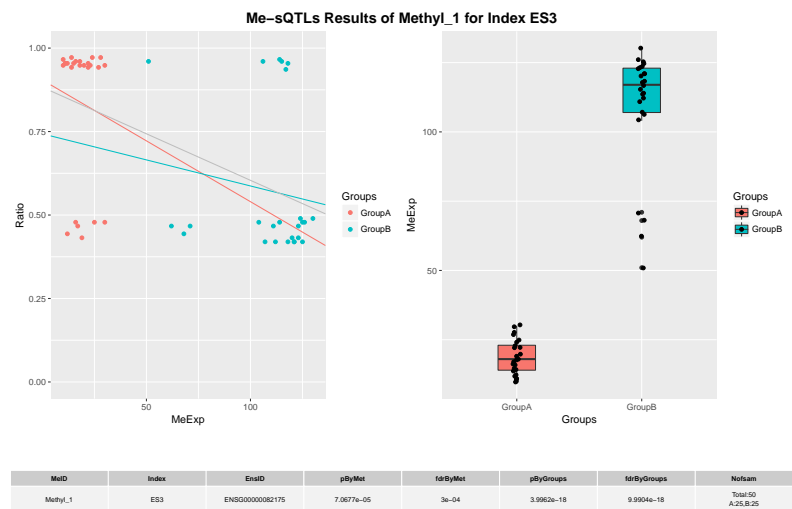 Me−sQTLs Results of Methyl_1 for Index ES3
1.00
0.75
0.50
0.25
0.00
Ratio
50
100
MeExp
Groups
GroupA
GroupB
100
50
MeExp
GroupA
GroupB
Groups
Groups
GroupA
GroupB
MeID Index EnsID pByMet fdrByMet pByGroups fdrByGroups Nofsam
Methyl_1 ES3 ENSG00000082175 7.0677e−05 3e−04 3.9962e−18 9.9904e−18 Total:50
A:25,B:25